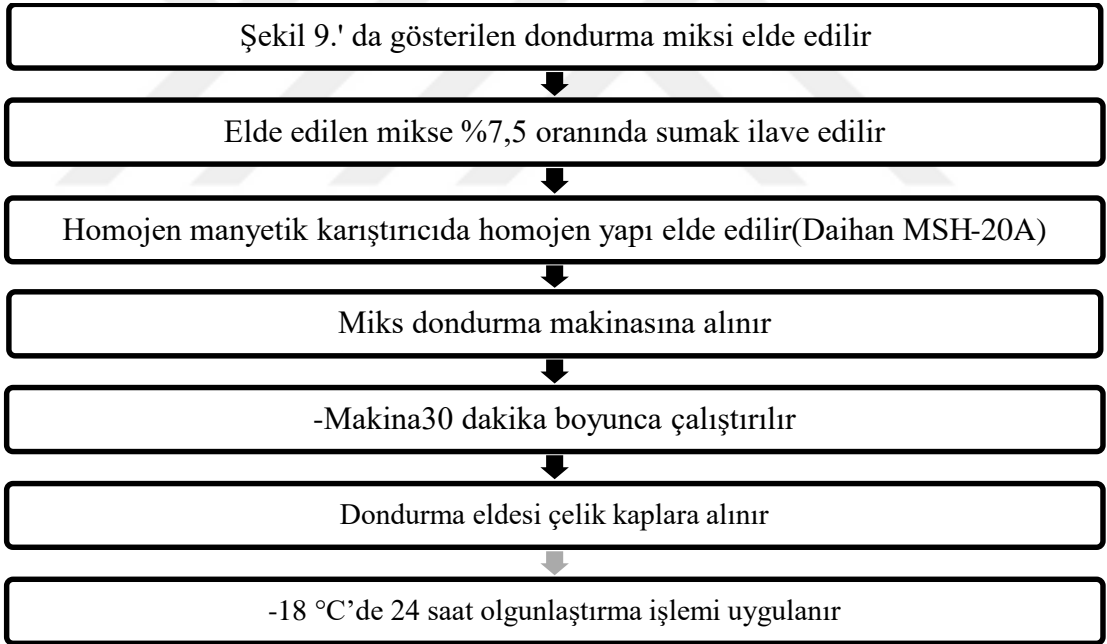 Şekil 9.' da gösterilen dondurma miksi elde edilir
Elde edilen mikse %7,5 oranında sumak ilave edilir
Homojen manyetik karıştırıcıda homojen yapı elde edilir(Daihan MSH-20A)
Miks dondurma makinasına alınır
-Makina30 dakika boyunca çalıştırılır
Dondurma eldesi çelik kaplara alınır
-18 °C’de 24 saat olgunlaştırma işlemi uygulanır